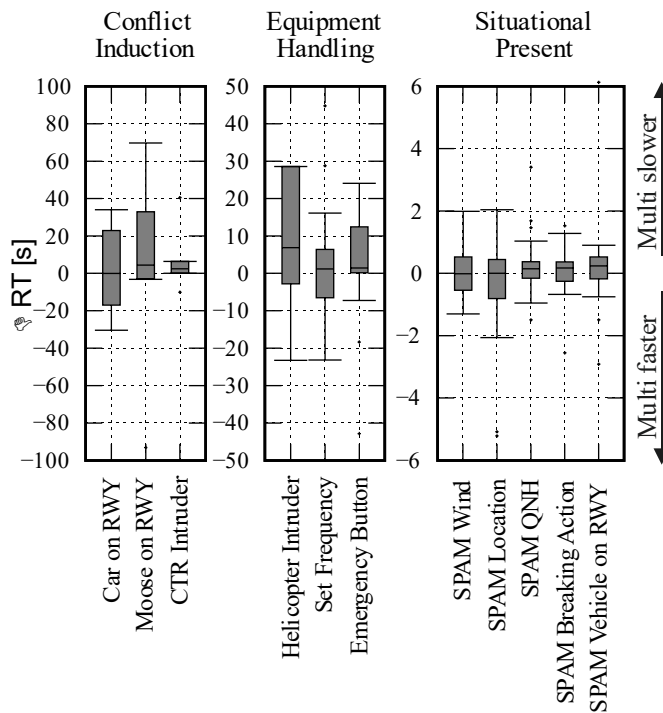 Conflict
Induction
Equipment
Handling
Situational
Present
100
80
60
40
20
0
−20
−40
−60
−80
−100
50
40
30
20
10
0
−10
−20
−30
−40
−50
6
4
2
0
−2
−4
−6
RT [s]
Multi slower
Multi faster
Car on RWY
Moose on RWY
CTR Intruder
Helicopter Intruder
Set Frequency
Emergency Button
SPAM Wind
SPAM Location
SPAM QNH
SPAM Breaking Action
SPAM Vehicle on RWY